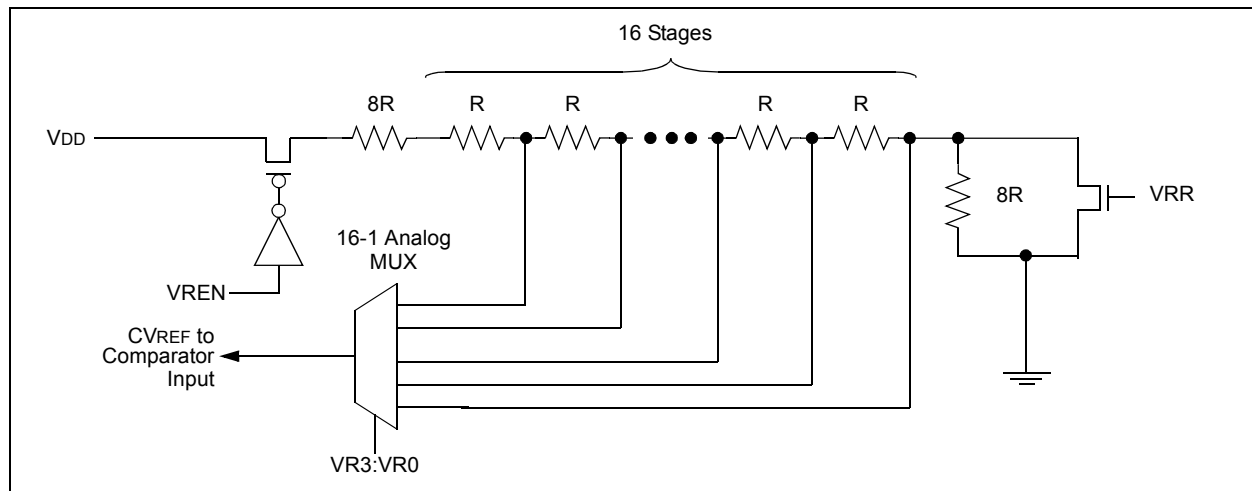 16 Stages
8R
R
R
R
R
VDD
8R
VRR
16-1 Analog
MUX
VREN
CVREF to
Comparator
Input
VR3:VR0